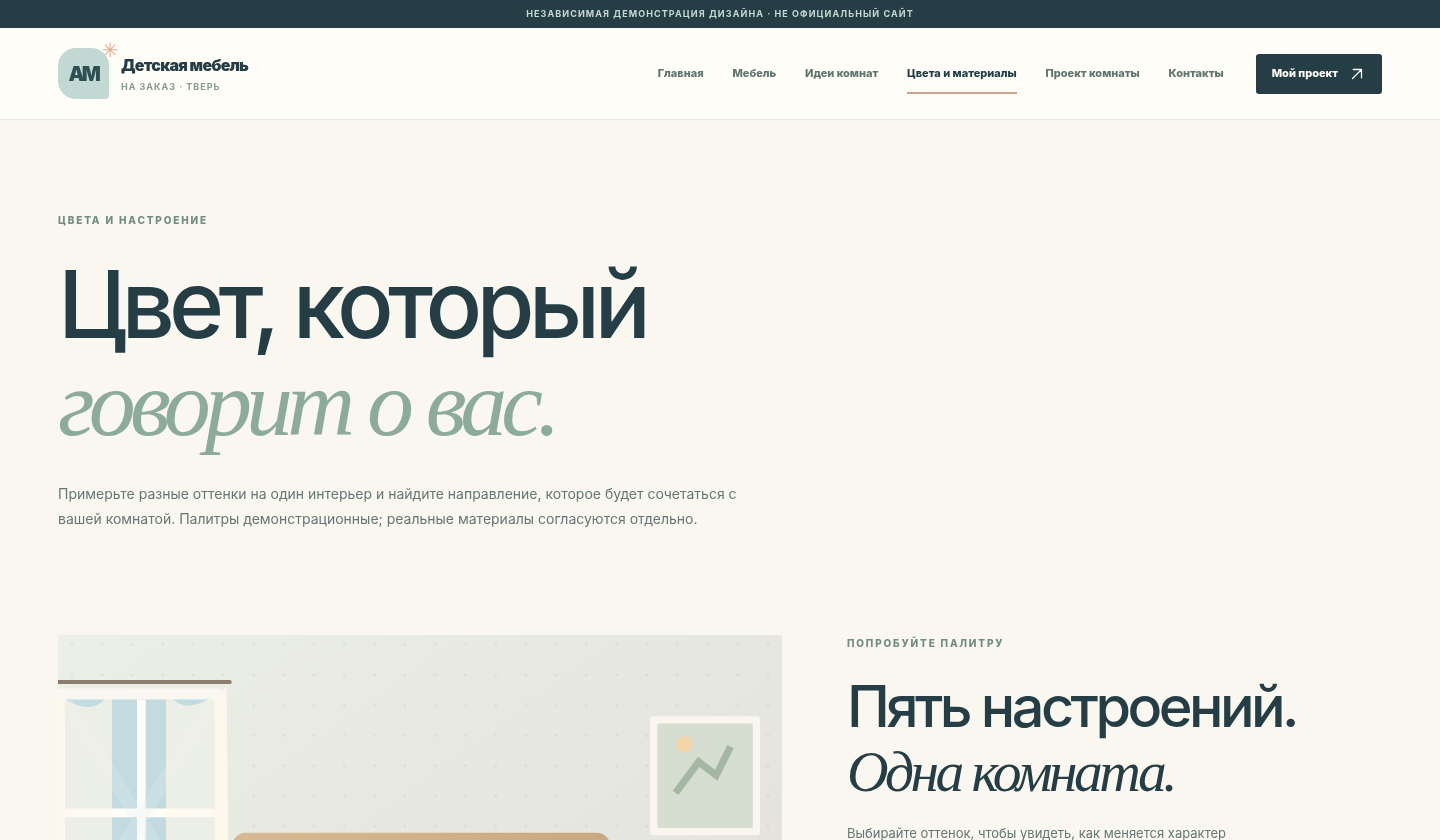 НЕЗАВИСИМАЯ ДЕМОНСТРАЦИЯ ДИЗАЙНА · НЕ ОФИЦИАЛЬНЫЙ САЙТ
АМ
Детская мебель
НА ЗАКАЗ · ТВЕРЬ
Главная Мебель Идеи комнат Цвета и материалы Проект комнаты Контакты Мой проект
ЦВЕТА И НАСТРОЕНИЕ
Цвет, который
говорит о вас.
Примерьте разные оттенки на один интерьер и найдите направление, которое будет сочетаться с
вашей комнатой. Палитры демонстрационные; реальные материалы согласуются отдельно.
ПОПРОБУЙТЕ ПАЛИТРУ
Пять настроений.
Одна комната.
Выбирайте оттенок, чтобы увидеть, как меняется характер